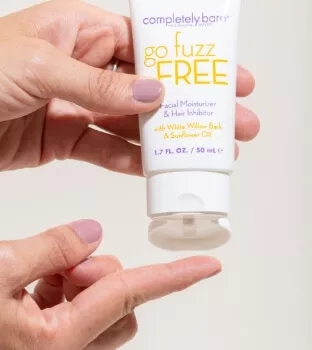 completely bare
go fuzz
FREE
Facial Moisturizer
& Hair Inhibitor
with White Willow Bark
& Sunflower Oil
1.7 FL. OZ. / 50 mL ℮